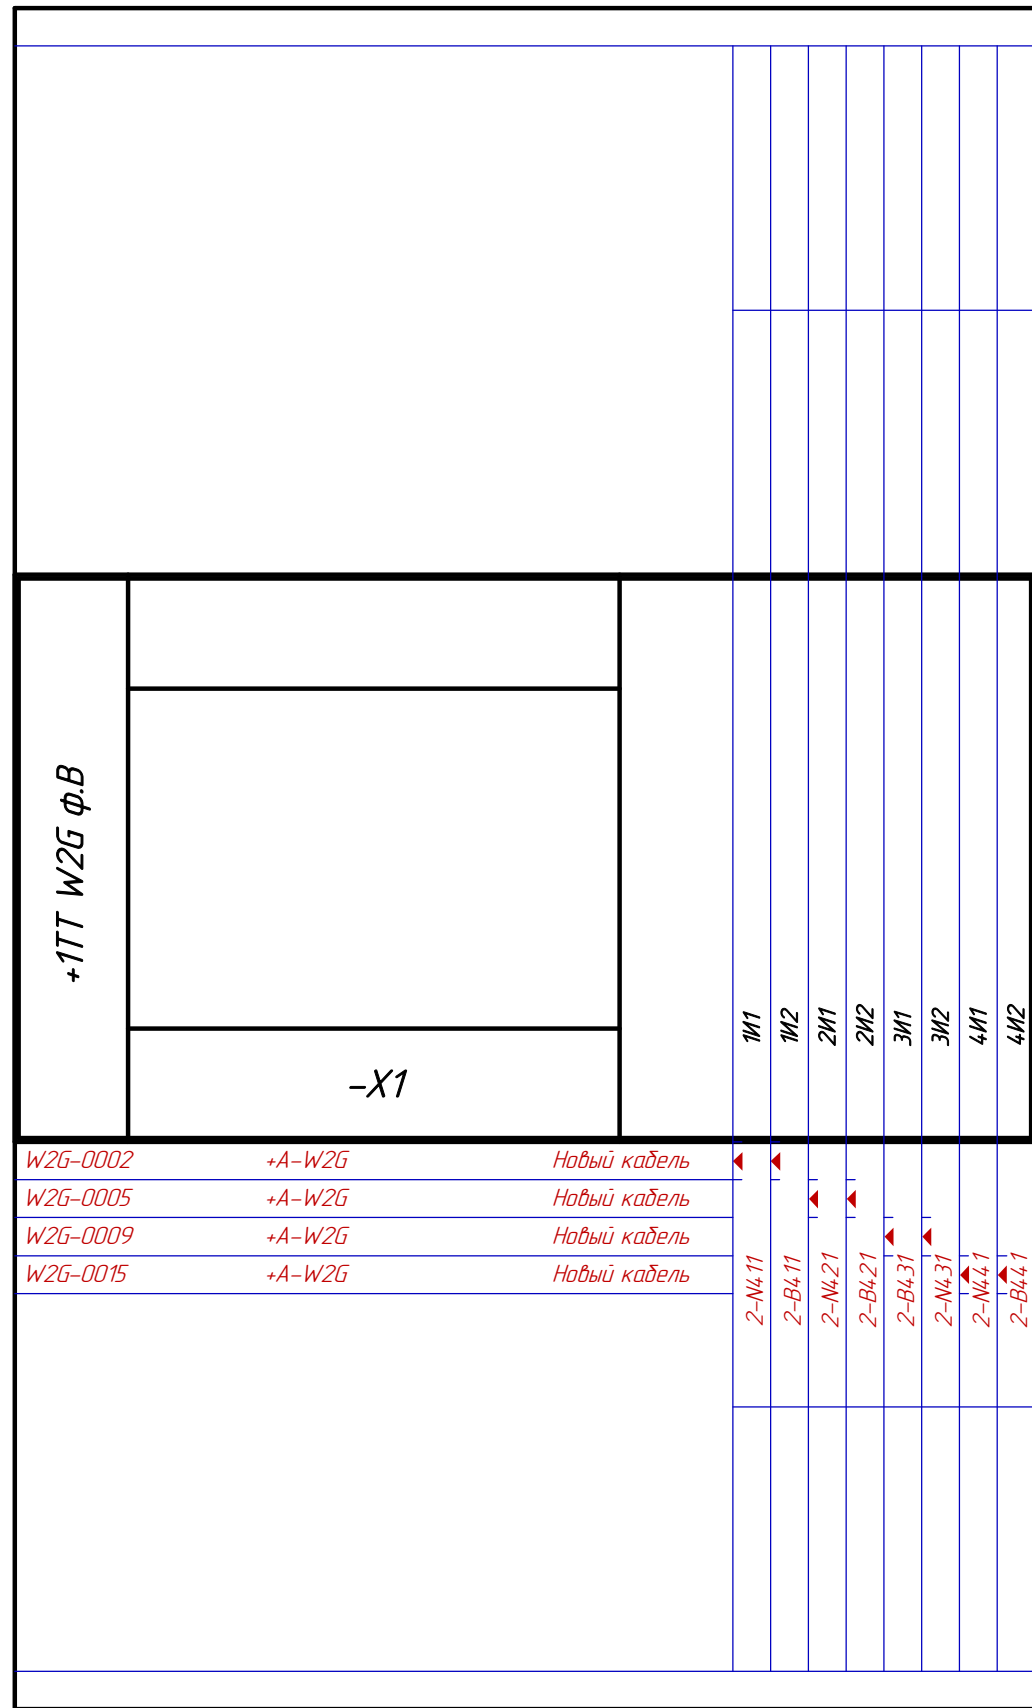 +1ТТ W2G ф.В
-X1
1И1
1И2
2И1
2И2
3И1
3И2
4И1
4И2
W2G-0002 +A-W2G Новый кабель
W2G-0005 +A-W2G Новый кабель
W2G-0009 +A-W2G Новый кабель
W2G-0015 +A-W2G Новый кабель
2-N411
2-B411
2-N421
2-B421
2-B431
2-N431
2-N441
2-B441